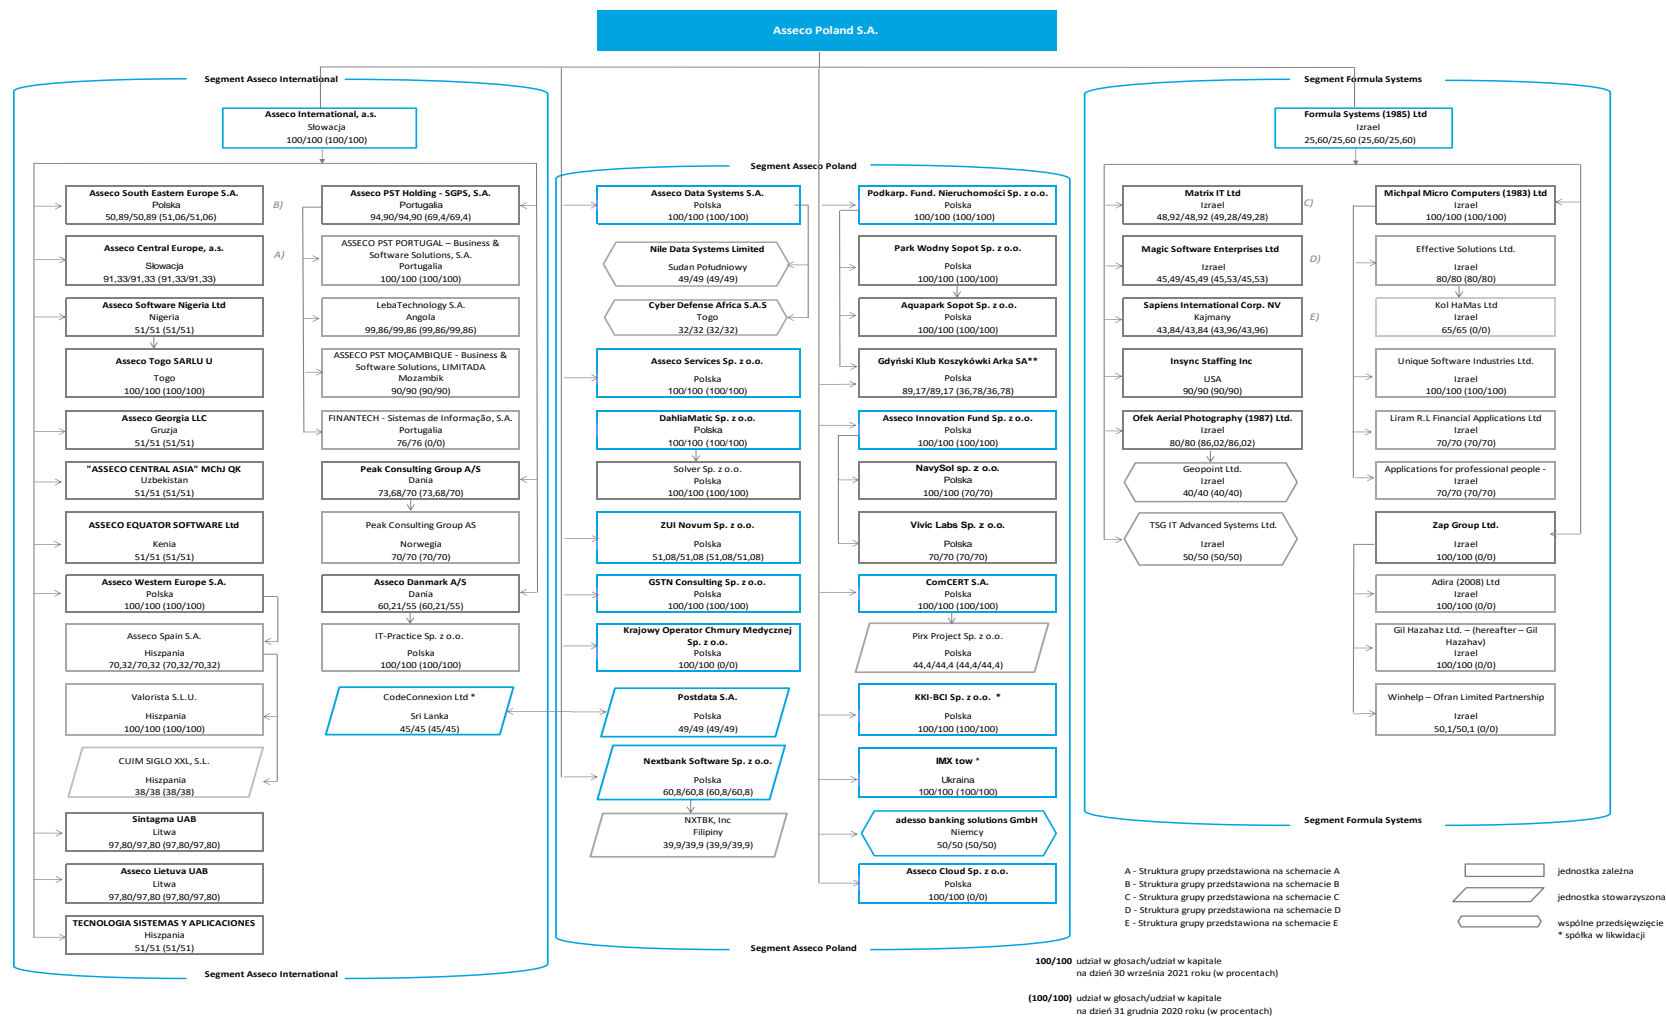 Asseco Poland S.A.
Segment Asseco International
Asseco International, a.s.
Słowacja
100/100 (100/100)
Asseco South Eastern Europe S.A.
Polska
50,89/50,89 (51,06/51,06)
B)
Asseco Central Europe, a.s.
Słowacja
91,33/91,33 (91,33/91,33)
A)
Asseco Software Nigeria Ltd
Nigeria
51/51 (51/51)
Asseco Togo SARLU U
Togo
100/100 (100/100)
Asseco Georgia LLC
Gruzja
51/51 (51/51)
"ASSECO CENTRAL ASIA" MChJ QK
Uzbekistan
51/51 (51/51)
ASSECO EQUATOR SOFTWARE Ltd
Kenia
51/51 (51/51)
Asseco Western Europe S.A.
Polska
100/100 (100/100)
Asseco Spain S.A.
Hiszpania
70,32/70,32 (70,32/70,32)
Valorista S.L.U.
Hiszpania
100/100 (100/100)
CUIM SIGLO XXL, S.L.
Hiszpania
38/38 (38/38)
Sintagma UAB
Litwa
97,80/97,80 (97,80/97,80)
Asseco Lietuva UAB
Litwa
97,80/97,80 (97,80/97,80)
TECNOLOGIA SISTEMAS Y APLICACIONES
Hiszpania
51/51 (51/51)
Asseco PST Holding - SGPS, S.A.
Portugalia
94,90/94,90 (69,4/69,4)
ASSECO PST PORTUGAL – Business &
Software Solutions, S.A.
Portugalia
100/100 (100/100)
LebaTechnology S.A.
Angola
99,86/99,86 (99,86/99,86)
ASSECO PST MOÇAMBIQUE - Business &
Software Solutions, LIMITADA
Mozambik
90/90 (90/90)
FINANTECH - Sistemas de Informação, S.A.
Portugalia
76/76 (0/0)
Peak Consulting Group A/S
Dania
73,68/70 (73,68/70)
Peak Consulting Group AS
Norwegia
70/70 (70/70)
Asseco Danmark A/S
Dania
60,21/55 (60,21/55)
IT-Practice Sp. z o.o.
Polska
100/100 (100/100)
CodeConnexion Ltd *
Sri Lanka
45/45 (45/45)
Segment Asseco International
Segment Asseco Poland
Asseco Data Systems S.A.
Polska
100/100 (100/100)
Nile Data Systems Limited
Sudan Południowy
49/49 (49/49)
Cyber Defense Africa S.A.S
Togo
32/32 (32/32)
Asseco Services Sp. z o.o.
Polska
100/100 (100/100)
DahliaMatic Sp. z o.o.
Polska
100/100 (100/100)
Solver Sp. z o.o.
Polska
100/100 (100/100)
ZUI Novum Sp. z o.o.
Polska
51,08/51,08 (51,08/51,08)
GSTN Consulting Sp. z o.o.
Polska
100/100 (100/100)
Krajowy Operator Chmury Medycznej
Sp. z o.o.
Polska
100/100 (0/0)
Postdata S.A.
Polska
49/49 (49/49)
Nextbank Software Sp. z o.o.
Polska
60,8/60,8 (60,8/60,8)
NXTBK, Inc
Filipiny
39,9/39,9 (39,9/39,9)
Podkarp. Fund. Nieruchomości Sp. z o.o.
Polska
100/100 (100/100)
Park Wodny Sopot Sp. z o.o.
Polska
100/100 (100/100)
Aquapark Sopot Sp. z o.o.
Polska
100/100 (100/100)
Gdyński Klub Koszykówki Arka SA**
Polska
89,17/89,17 (36,78/36,78)
Asseco Innovation Fund Sp. z o.o.
Polska
100/100 (100/100)
NavySol sp. z o.o.
Polska
100/100 (70/70)
Vivic Labs Sp. z o.o.
Polska
70/70 (70/70)
ComCERT S.A.
Polska
100/100 (100/100)
Pirx Project Sp. z o.o.
Polska
44,4/44,4 (44,4/44,4)
KKI-BCI Sp. z o.o. *
Polska
100/100 (100/100)
IMX tow *
Ukraina
100/100 (100/100)
adesso banking solutions GmbH
Niemcy
50/50 (50/50)
Asseco Cloud Sp. z o.o.
Polska
100/100 (0/0)
Segment Asseco Poland
Segment Formula Systems
Formula Systems (1985) Ltd
Izrael
25,60/25,60 (25,60/25,60)
Matrix IT Ltd
Izrael
48,92/48,92 (49,28/49,28)
C)
Magic Software Enterprises Ltd
Izrael
45,49/45,49 (45,53/45,53)
D)
Sapiens International Corp. NV
Kajmany
43,84/43,84 (43,96/43,96)
E)
Insync Staffing Inc
USA
90/90 (90/90)
Ofek Aerial Photography (1987) Ltd.
Izrael
80/80 (86,02/86,02)
Geopoint Ltd.
Izrael
40/40 (40/40)
TSG IT Advanced Systems Ltd.
Izrael
50/50 (50/50)
Michpal Micro Computers (1983) Ltd
Izrael
100/100 (100/100)
Effective Solutions Ltd.
Izrael
80/80 (80/80)
Kol HaMas Ltd
Izrael
65/65 (0/0)
Unique Software Industries Ltd.
Izrael
100/100 (100/100)
Liram R.L Financial Applications Ltd
Izrael
70/70 (70/70)
Applications for professional people -
Izrael
70/70 (70/70)
Zap Group Ltd.
Izrael
100/100 (0/0)
Adira (2008) Ltd
Izrael
100/100 (0/0)
Gil Hazahaz Ltd. – (hereafter – Gil
Hazahav)
Izrael
100/100 (0/0)
Winhelp – Ofran Limited Partnership
Izrael
50,1/50,1 (0/0)
Segment Formula Systems
A - Struktura grupy przedstawiona na schemacie A
B - Struktura grupy przedstawiona na schemacie B
C - Struktura grupy przedstawiona na schemacie C
D - Struktura grupy przedstawiona na schemacie D
E - Struktura grupy przedstawiona na schemacie E
jednostka zależna
jednostka stowarzyszona
wspólne przedsięwzięcie
* spółka w likwidacji
100/100 udział w głosach/udział w kapitale
na dzień 30 września 2021 roku (w procentach)
(100/100) udział w głosach/udział w kapitale
na dzień 31 grudnia 2020 roku (w procentach)